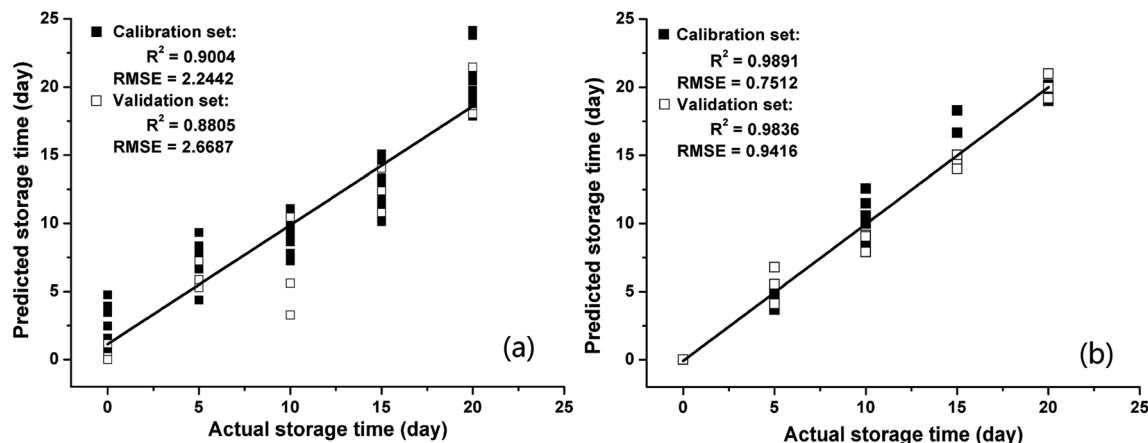 25
20
15
10
5
0
Predicted storage time (day)
Calibration set:
R² = 0.9004
RMSE = 2.2442
Validation set:
R² = 0.8805
RMSE = 2.6687
(a)
0 5 10 15 20 25
Actual storage time (day)
25
20
15
10
5
0
Predicted storage time (day)
Calibration set:
R² = 0.9891
RMSE = 0.7512
Validation set:
R² = 0.9836
RMSE = 0.9416
(b)
0 5 10 15 20 25
Actual storage time (day)